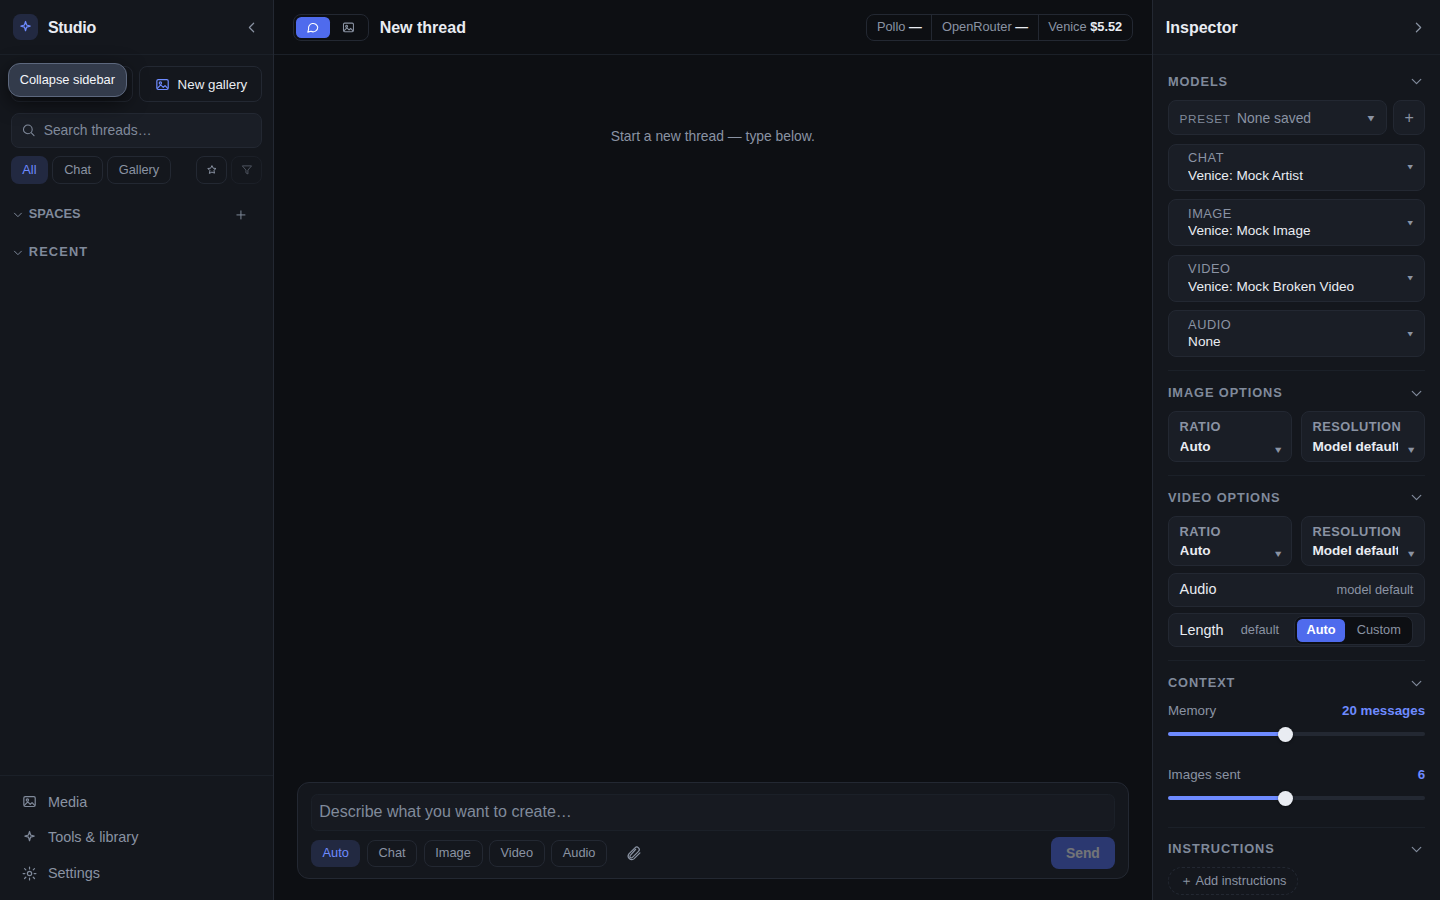 Studio
Collapse sidebar
New gallery
Search threads…
All Chat Gallery
SPACES
RECENT
Media
Tools & library
Settings
New thread
Pollo — OpenRouter — Venice $5.52
Start a new thread — type below.
Describe what you want to create…
Auto Chat Image Video Audio
Send
Inspector
MODELS
PRESET None saved
+
CHAT
Venice: Mock Artist
IMAGE
Venice: Mock Image
VIDEO
Venice: Mock Broken Video
AUDIO
None
IMAGE OPTIONS
RATIO RESOLUTION
Auto Model default
VIDEO OPTIONS
RATIO RESOLUTION
Auto Model default
Audio model default
Length default Auto Custom
CONTEXT
Memory 20 messages
Images sent 6
INSTRUCTIONS
+ Add instructions